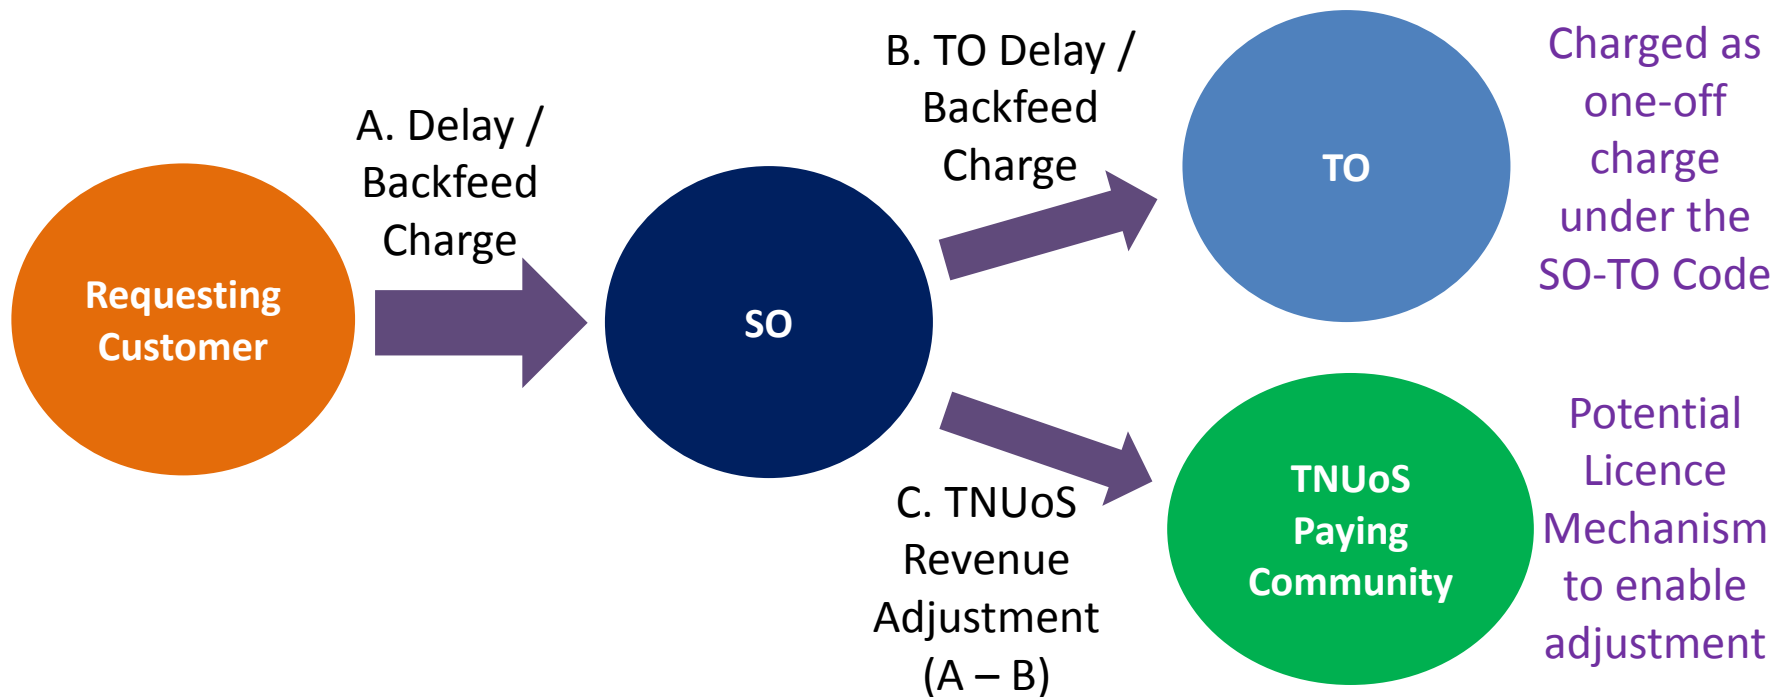 Requesting
Customer
A. Delay /
Backfeed
Charge
SO
B. TO Delay /
Backfeed
Charge
TO
Charged as
one-off
charge
under the
SO-TO Code
C. TNUoS
Revenue
Adjustment
(A – B)
TNUoS
Paying
Community
Potential
Licence
Mechanism
to enable
adjustment